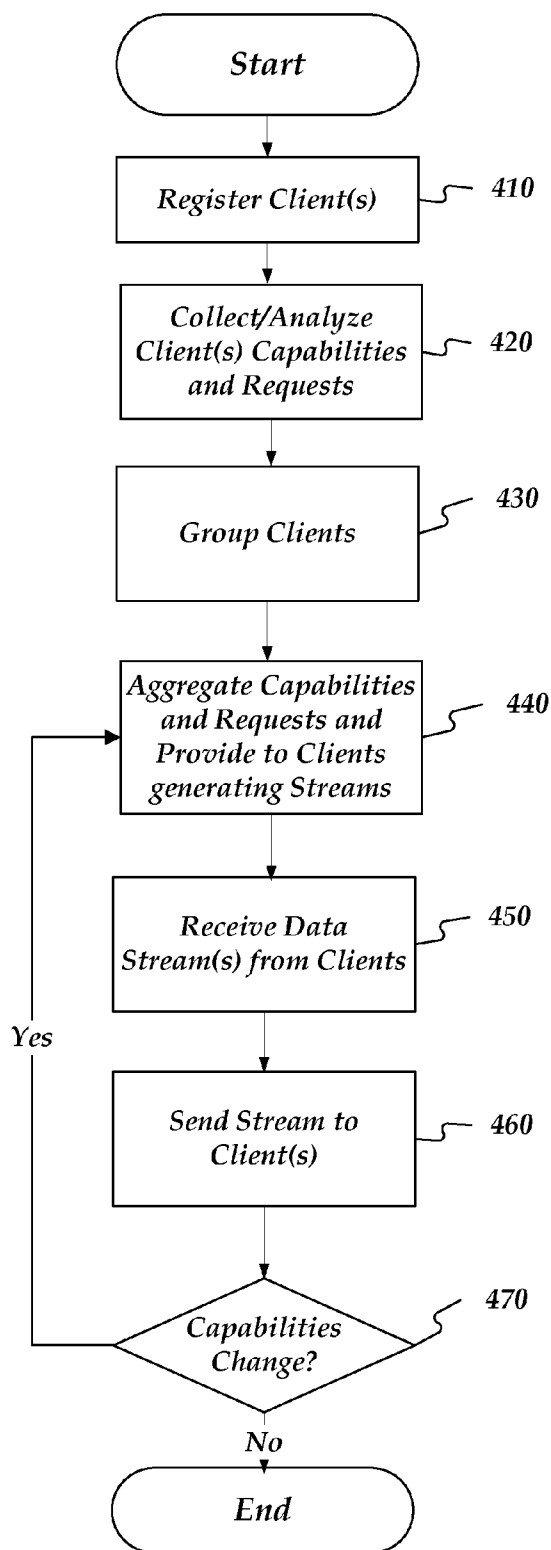 Start
Register Client(s)
410
Collect/Analyze
Client(s) Capabilities
and Requests
420
Group Clients
430
Aggregate Capabilities
and Requests and
Provide to Clients
generating Streams
440
Receive Data
Stream(s) from Clients
450
Yes
Send Stream to
Client(s)
460
Capabilities
Change?
470
No
End